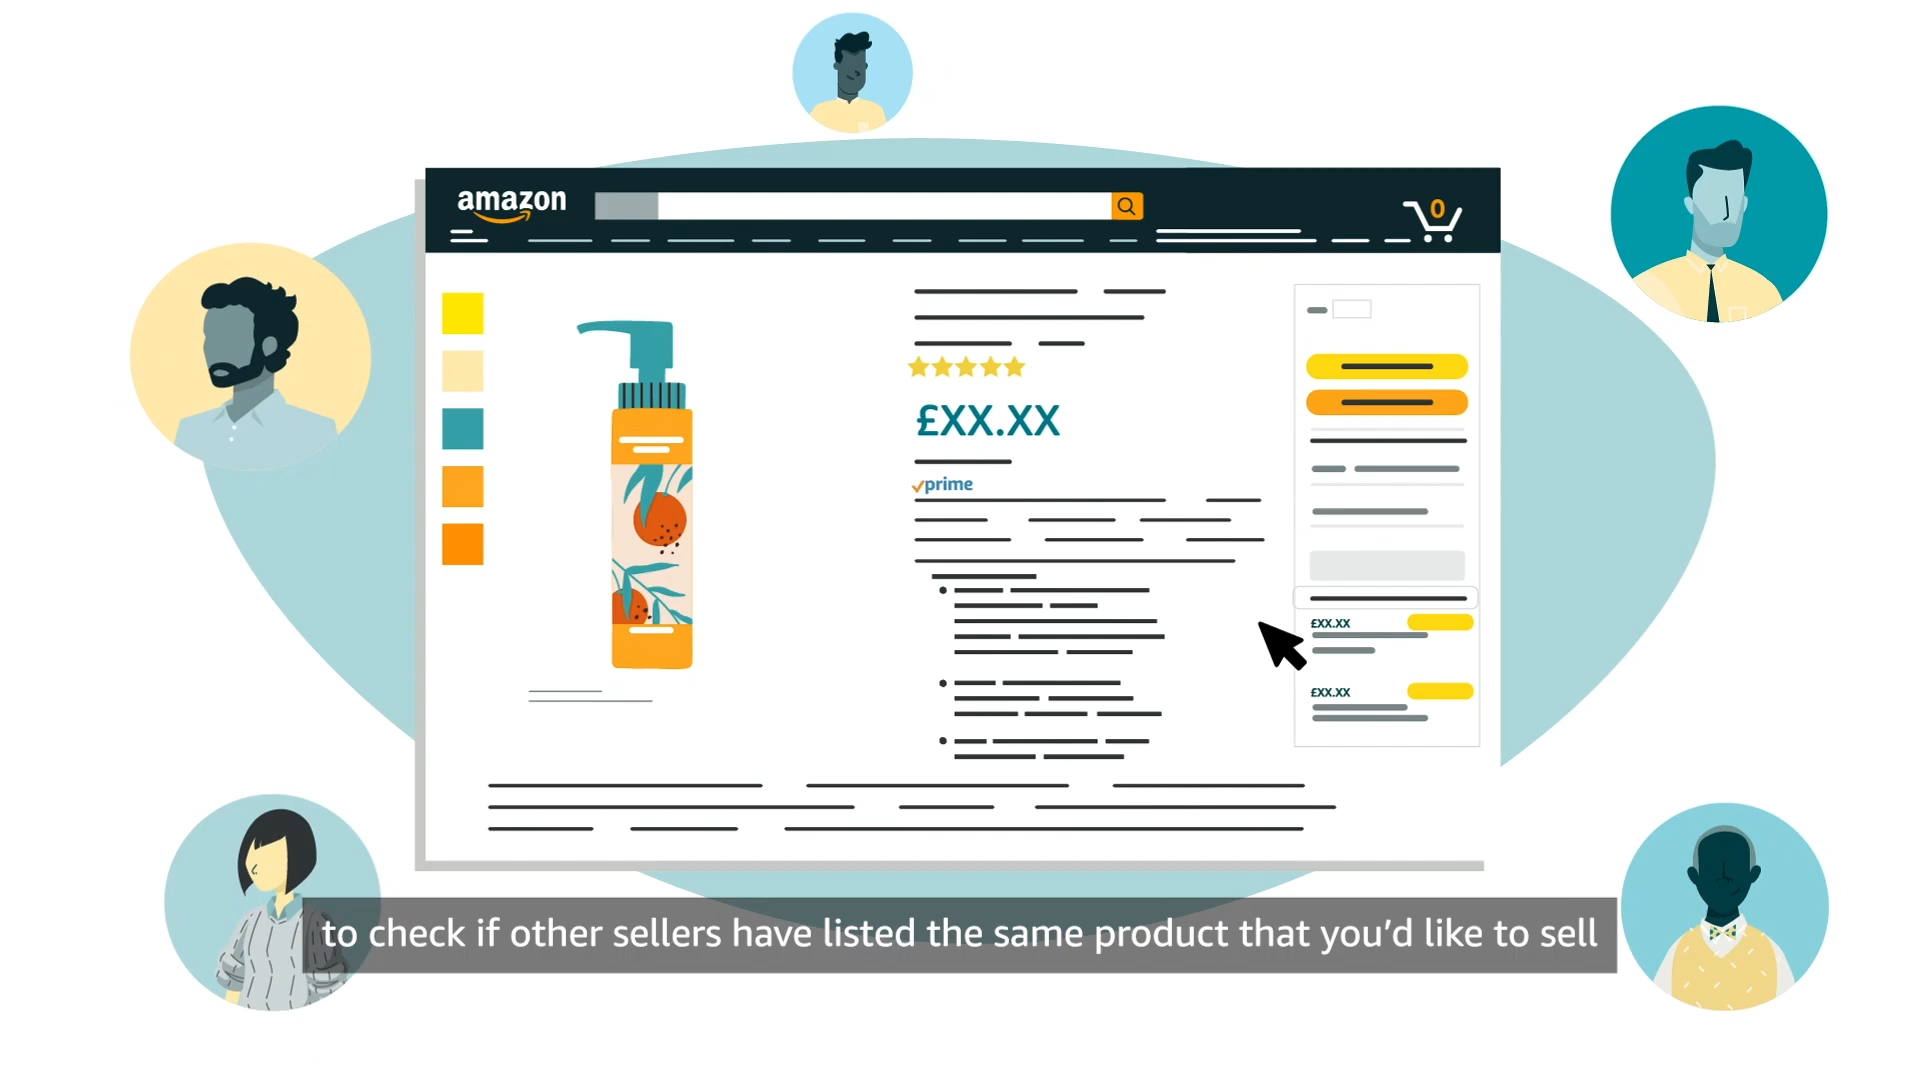 amazon
0
£XX.XX
prime
£XX.XX
£XX.XX
to check if other sellers have listed the same product that you’d like to sell